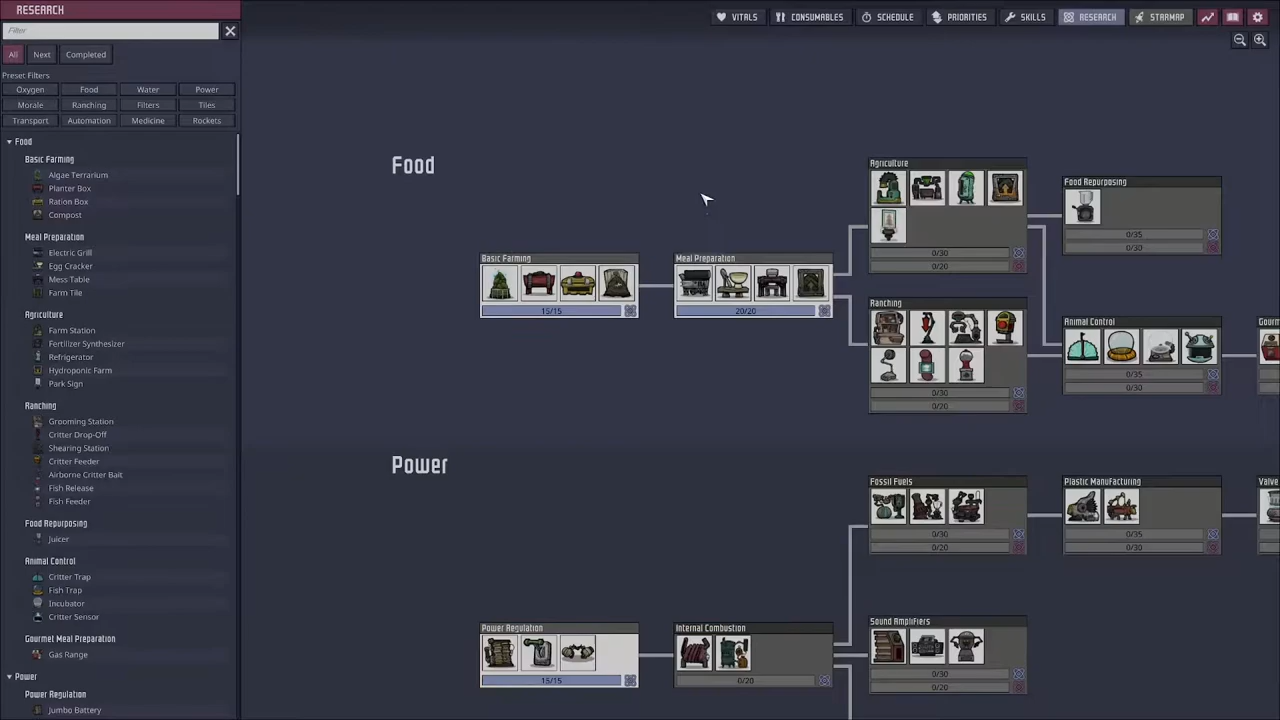 RESEARCH
VITALS
CONSUMABLES
SCHEDULE
PRIORITIES
SKILLS
RESEARCH
STARMAP
Filter
All
Next
Completed
Preset Filters
Oxygen
Food
Water
Power
Morale
Ranching
Filters
Tiles
Transport
Automation
Medicine
Rockets
Food
Basic Farming
Algae Terrarium
Planter Box
Ration Box
Compost
Meal Preparation
Electric Grill
Egg Cracker
Mess Table
Farm Tile
Agriculture
Farm Station
Fertilizer Synthesizer
Refrigerator
Hydroponic Farm
Park Sign
Ranching
Grooming Station
Critter Drop-Off
Shearing Station
Critter Feeder
Airborne Critter Bait
Fish Release
Fish Feeder
Food Repurposing
Juicer
Animal Control
Critter Trap
Fish Trap
Incubator
Critter Sensor
Gourmet Meal Preparation
Gas Range
Power
Power Regulation
Jumbo Battery
Food
Basic Farming
15/15
Meal Preparation
20/20
Agriculture
0/30
0/20
Food Repurposing
0/35
0/30
Ranching
0/30
0/20
Animal Control
0/35
0/30
Gourm
Power
Power Regulation
15/15
Internal Combustion
0/20
Fossil Fuels
0/30
0/20
Plastic Manufacturing
0/35
0/30
Valve
Sound Amplifiers
0/30
0/20